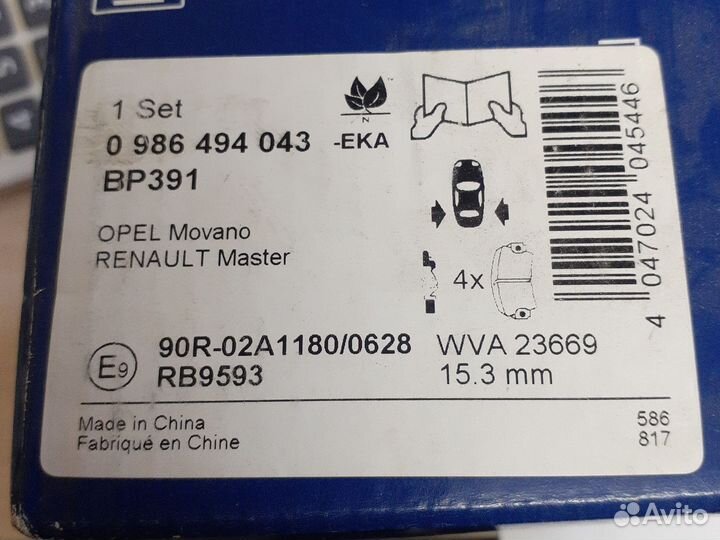 1 Set
N
0 986 494 043 -EKA
BP391
OPEL Movano
RENAULT Master
4x
E9
90R-02A1180/0628
RB9593
WVA 23669
15.3 mm
4 047024 045446
Made in China
Fabriqué en Chine
586
817
Avito